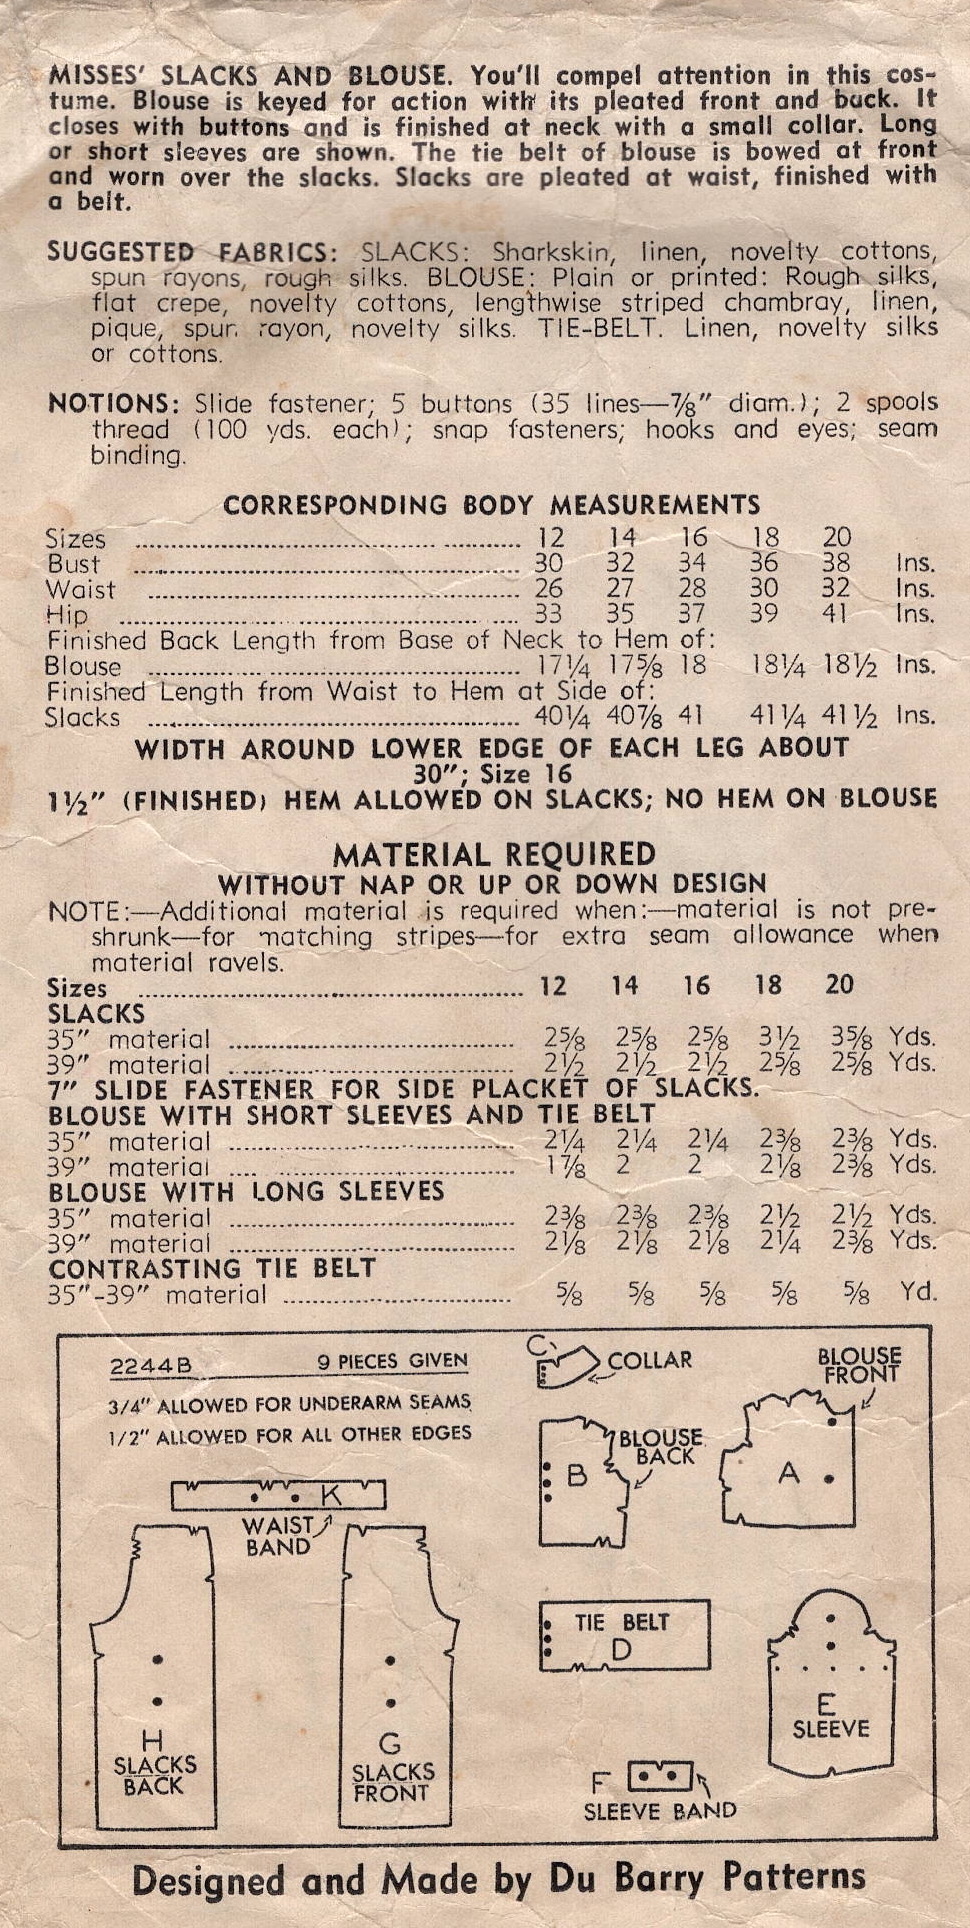 MISSES' SLACKS AND BLOUSE. You'll compel attention in this cos-
tume. Blouse is keyed for action with its pleated front and back. It
closes with buttons and is finished at neck with a small collar. Long
or short sleeves are shown. The tie belt of blouse is bowed at front
and worn over the slacks. Slacks are pleated at waist, finished with
a belt.
SUGGESTED FABRICS: SLACKS: Sharkskin, linen, novelty cottons,
spun rayons, rough silks. BLOUSE: Plain or printed: Rough silks,
flat crepe, novelty cottons, lengthwise striped chambray, linen,
pique, spun rayon, novelty silks. TIE-BELT. Linen, novelty silks
or cottons.
NOTIONS: Slide fastener; 5 buttons (35 lines—7/8" diam.); 2 spools
thread (100 yds. each); snap fasteners; hooks and eyes; seam
binding.
CORRESPONDING BODY MEASUREMENTS
Sizes 12 14 16 18 20
Bust 30 32 34 36 38 Ins.
Waist 26 27 28 30 32 Ins.
Hip 33 35 37 39 41 Ins.
Finished Back Length from Base of Neck to Hem of:
Blouse 17¼ 17⅝ 18 18¼ 18½ Ins.
Finished Length from Waist to Hem at Side of:
Slacks 40¼ 40⅞ 41 41¼ 41½ Ins.
WIDTH AROUND LOWER EDGE OF EACH LEG ABOUT
30"; Size 16
1½" (FINISHED) HEM ALLOWED ON SLACKS; NO HEM ON BLOUSE
MATERIAL REQUIRED
WITHOUT NAP OR UP OR DOWN DESIGN
NOTE:—Additional material is required when:—material is not pre-
shrunk—for matching stripes—for extra seam allowance when
material ravels.
Sizes 12 14 16 18 20
SLACKS
35" material 2⅝ 2⅝ 2⅝ 3½ 3⅝ Yds.
39" material 2½ 2½ 2½ 2⅝ 2⅝ Yds.
7" SLIDE FASTENER FOR SIDE PLACKET OF SLACKS.
BLOUSE WITH SHORT SLEEVES AND TIE BELT
35" material 2¼ 2¼ 2¼ 2⅜ 2⅜ Yds.
39" material 1⅞ 2 2 2⅛ 2⅜ Yds.
BLOUSE WITH LONG SLEEVES
35" material 2⅜ 2⅜ 2⅜ 2½ 2½ Yds.
39" material 2⅛ 2⅛ 2⅛ 2¼ 2⅜ Yds.
CONTRASTING TIE BELT
35"-39" material ⅝ ⅝ ⅝ ⅝ ⅝ Yd.
2244B 9 PIECES GIVEN
3/4" ALLOWED FOR UNDERARM SEAMS
1/2" ALLOWED FOR ALL OTHER EDGES
C
COLLAR
BLOUSE
FRONT
A
BLOUSE
BACK
B
K
WAIST
BAND
TIE BELT
D
E
SLEEVE
H
SLACKS
BACK
G
SLACKS
FRONT
F
SLEEVE BAND
Designed and Made by Du Barry Patterns